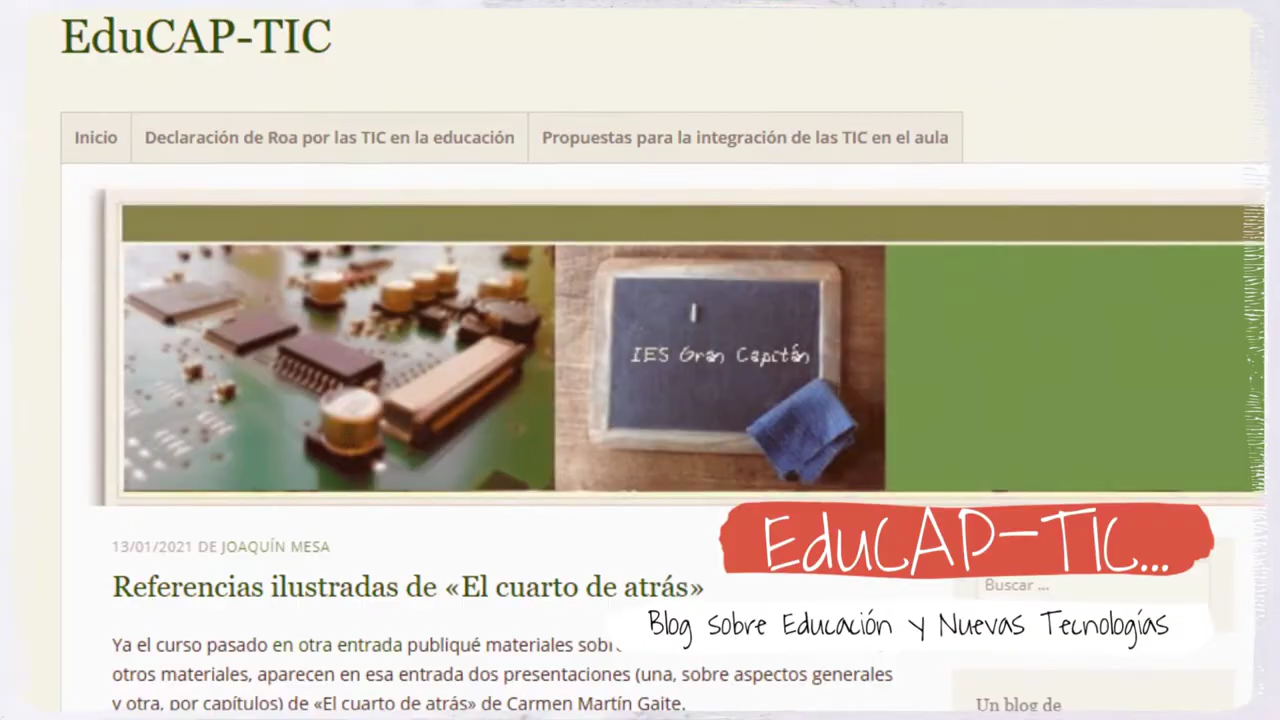 EduCAP-TIC
Inicio
Declaración de Roa por las TIC en la educación
Propuestas para la integración de las TIC en el aula
IES Gran Capitán
13/01/2021 DE JOAQUÍN MESA
Referencias ilustradas de «El cuarto de atrás»
Ya el curso pasado en otra entrada publiqué materiales
otros materiales, aparecen en esa entrada dos presentaciones (una, sobre aspectos generales
y otra, por capítulos) de «El cuarto de atrás» de Carmen Martín Gaite.
EduCAP-TIC...
Buscar ...
Blog sobre Educación y Nuevas Tecnologías
Un blog de